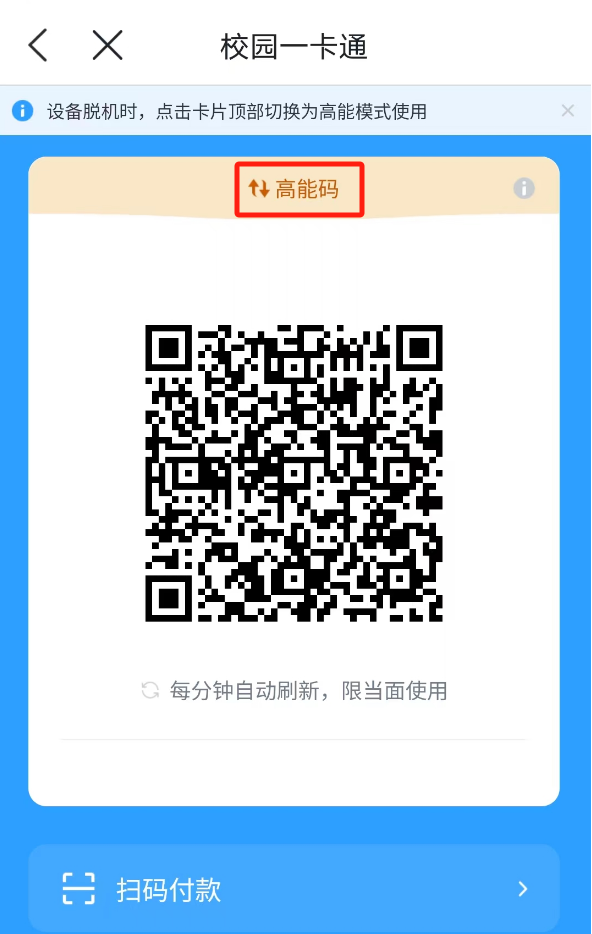 校园一卡通
设备脱机时，点击卡片顶部切换为高能模式使用
高能码
每分钟自动刷新，限当面使用
扫码付款